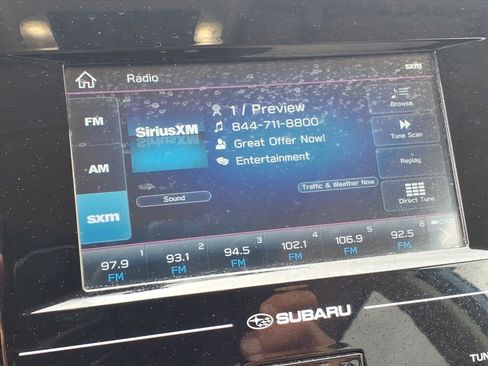 Radio
sxm
FM
AM
sxm
SiriusXM
1 / Preview
844-711-8800
Great Offer Now!
Entertainment
Sound
Traffic & Weather Now
Browse
Tune Scan
Replay
Direct Tune
1 2 3 4 5 6
97.9 93.1 94.5 102.1 106.9 92.5
FM FM FM FM FM FM
SUBARU
TUN